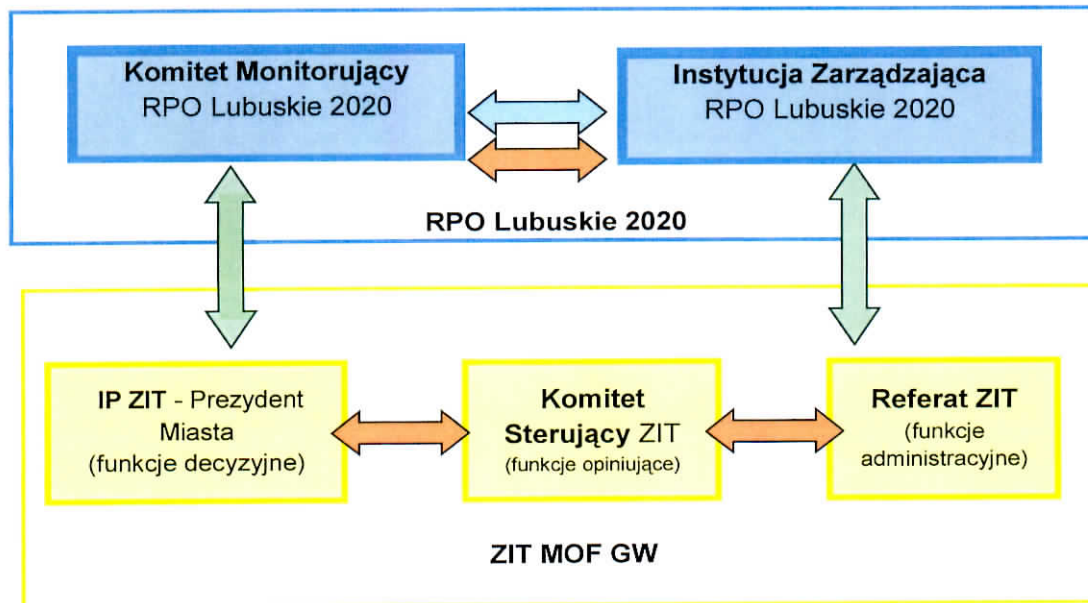 Komitet Monitorujący
RPO Lubuskie 2020
Instytucja Zarządzająca
RPO Lubuskie 2020
RPO Lubuskie 2020
IP ZIT - Prezydent
Miasta
(funkcje decyzyjne)
Komitet
Sterujący ZIT
(funkcje opiniujące)
Referat ZIT
(funkcje
administracyjne)
ZIT MOF GW